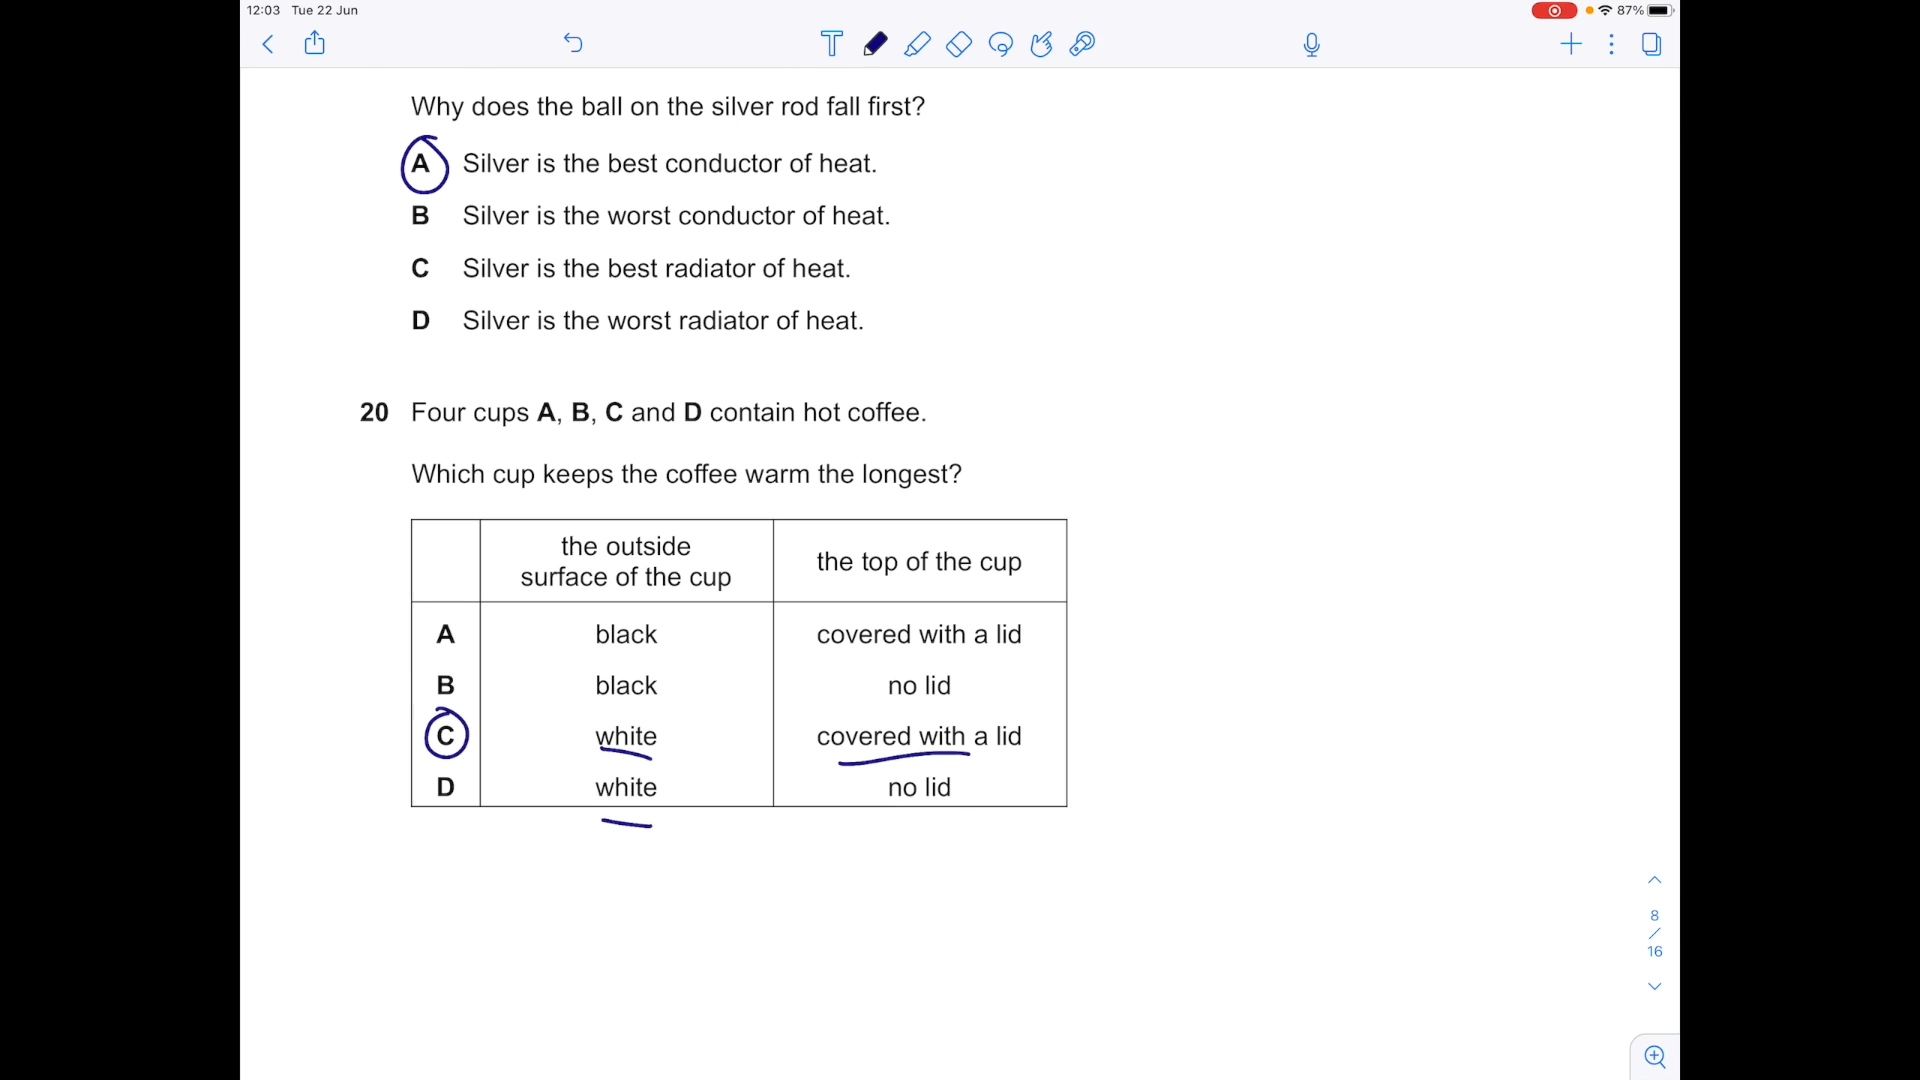 12:03 Tue 22 Jun
87%
Why does the ball on the silver rod fall first?
A Silver is the best conductor of heat.
B Silver is the worst conductor of heat.
C Silver is the best radiator of heat.
D Silver is the worst radiator of heat.
20 Four cups A, B, C and D contain hot coffee.
Which cup keeps the coffee warm the longest?
the outside
surface of the cup
the top of the cup
A black covered with a lid
B black no lid
C white covered with a lid
D white no lid
8
/
16